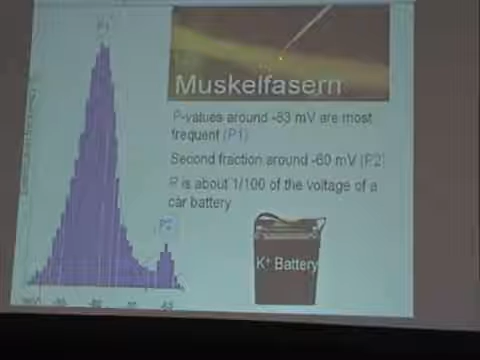 P1
Muskelfasern
P-values around -83 mV are most
frequent (P1)
Second fraction around -60 mV (P2)
P is about 1/100 of the voltage of a
car battery
P2
K⁺ Battery